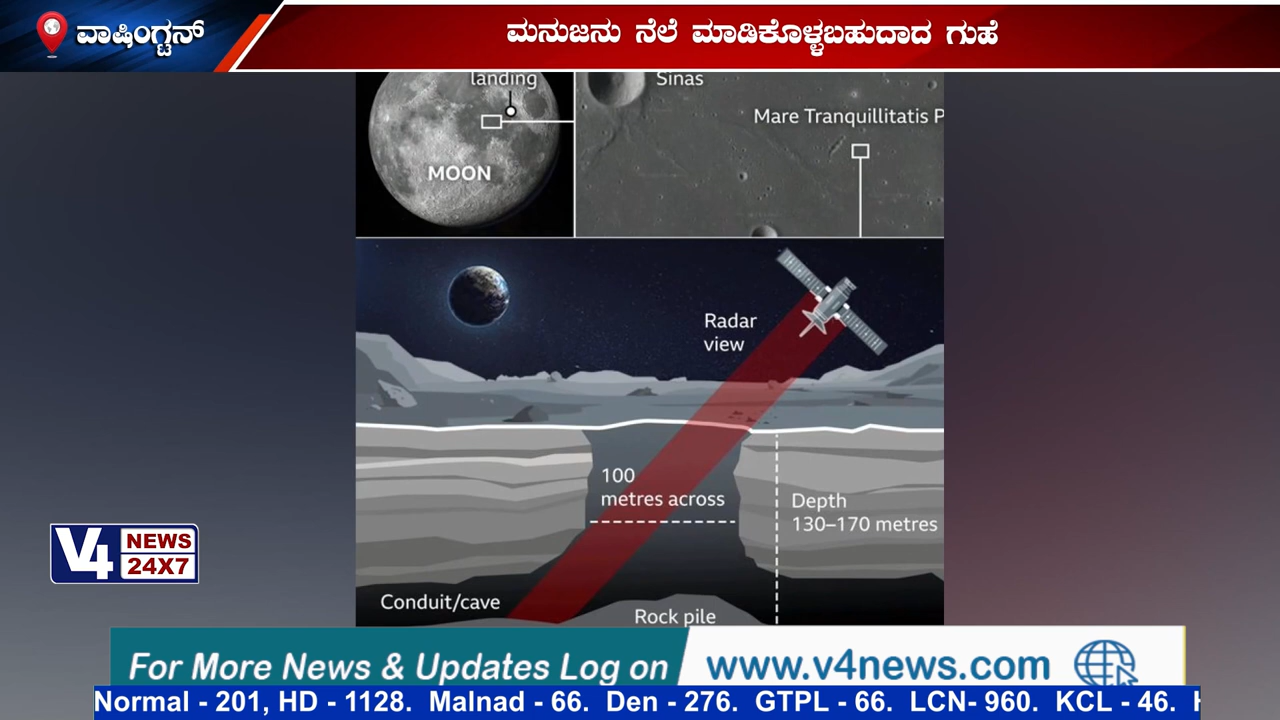 ವಾಷಿಂಗ್ಟನ್
ಮನುಜನು ನೆಲೆ ಮಾಡಿಕೊಳ್ಳಬಹುದಾದ ಗುಹೆ
landing
Sinas
Mare Tranquillitatis P
MOON
Radar
view
100
metres across
Depth
130–170 metres
Conduit/cave
Rock pile
V4 NEWS
24X7
For More News & Updates Log on www.v4news.com
Normal - 201, HD - 1128. Malnad - 66. Den - 276. GTPL - 66. LCN- 960. KCL - 46.